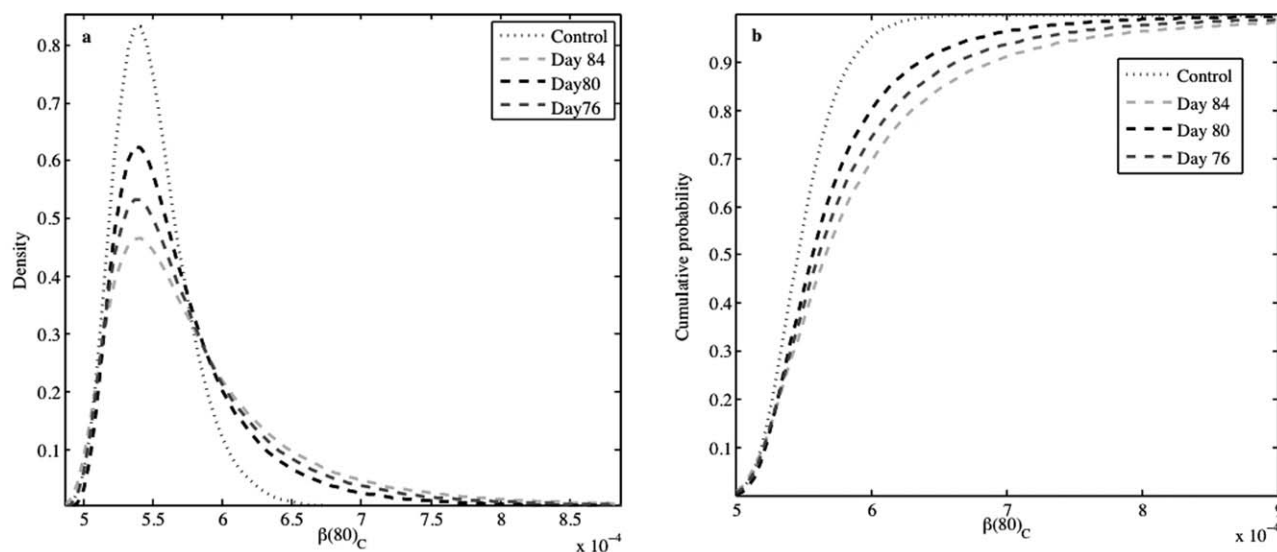 a
Control
Day 84
Day80
Day76
Density
0.8
0.7
0.6
0.5
0.4
0.3
0.2
0.1
5 5.5 6 6.5 7 7.5 8 8.5
β(80)C
x 10⁻⁴
b
Control
Day 84
Day 80
Day 76
Cumulative probability
0.9
0.8
0.7
0.6
0.5
0.4
0.3
0.2
0.1
5 6 7 8 9
β(80)C
x 10⁻⁴